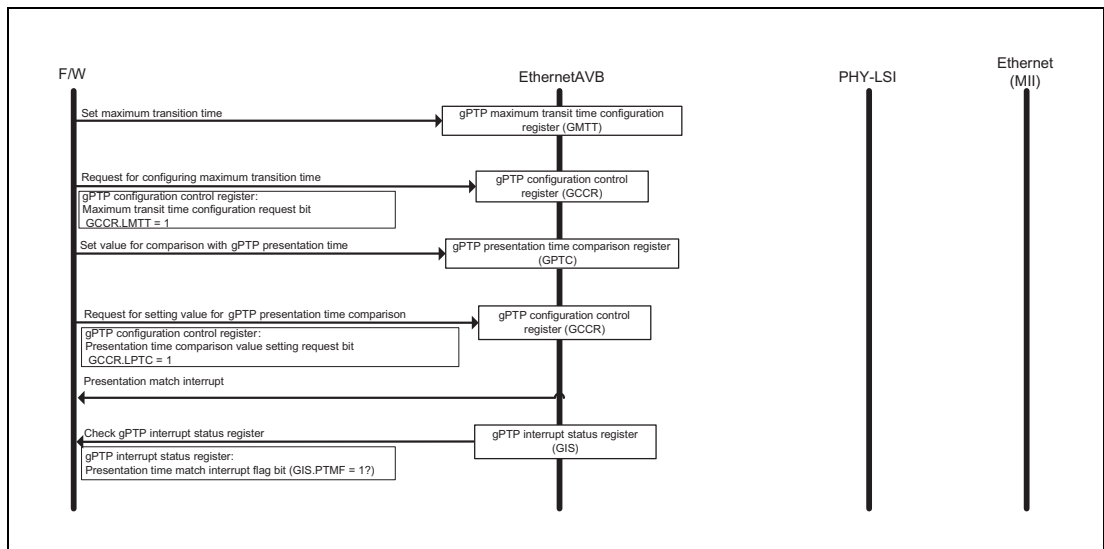 F/W
EthernetAVB
PHY-LSI
Ethernet
(MII)
Set maximum transition time
gPTP maximum transit time configuration
register (GMTT)
Request for configuring maximum transition time
gPTP configuration control
register (GCCR)
gPTP configuration control register:
Maximum transit time configuration request bit
GCCR.LMTT = 1
Set value for comparison with gPTP presentation time
gPTP presentation time comparison register
(GPTC)
Request for setting value for gPTP presentation time comparison
gPTP configuration control
register (GCCR)
gPTP configuration control register:
Presentation time comparison value setting request bit
GCCR.LPTC = 1
Presentation match interrupt
Check gPTP interrupt status register
gPTP interrupt status register
(GIS)
gPTP interrupt status register:
Presentation time match interrupt flag bit (GIS.PTMF = 1?)